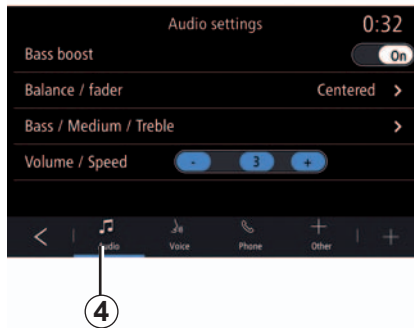 Audio settings 0:32
Bass boost On
Balance / fader Centered >
Bass / Medium / Treble >
Volume / Speed - 3 +
< Audio Voice Phone Other +
4